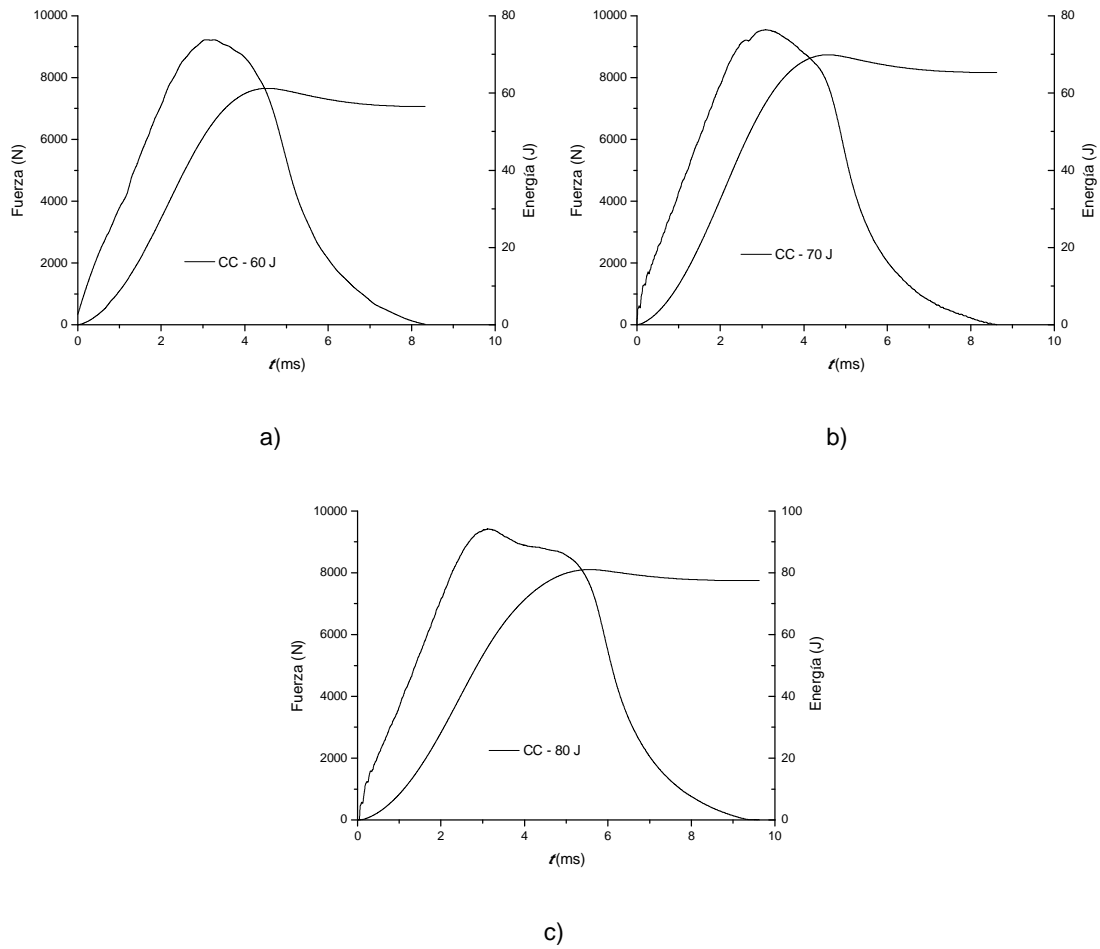 10000
8000
6000
4000
2000
0
Fuerza (N)
80
60
40
20
0
Energía (J)
CC - 60 J
0 2 4 6 8 10
t(ms)
a)
10000
8000
6000
4000
2000
0
Fuerza (N)
80
60
40
20
0
Energía (J)
CC - 70 J
0 2 4 6 8 10
t(ms)
b)
10000
8000
6000
4000
2000
0
Fuerza (N)
100
80
60
40
20
0
Energía (J)
CC - 80 J
0 2 4 6 8 10
t(ms)
c)